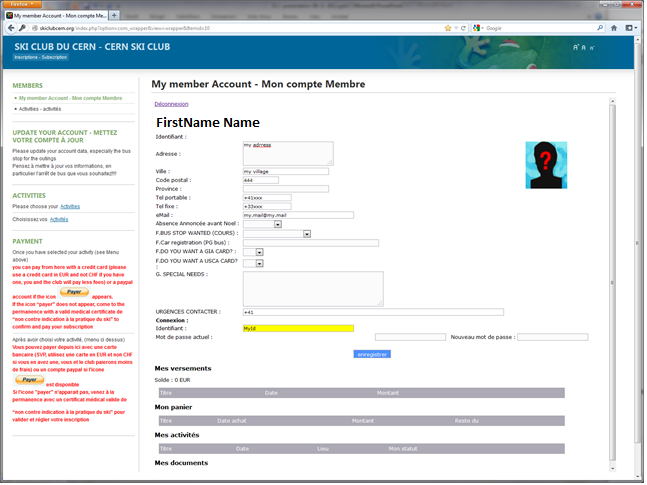 Firefox
My member Account - Mon compte Me...
skiclubcern.org/index.php?option=com_wrapper&view=wrapper&Itemid=10
Google
SKI CLUB DU CERN - CERN SKI CLUB
Inscriptions - Subscription
A+ A A-
MEMBERS
My member Account - Mon compte Membre
Activities - activités
UPDATE YOUR ACCOUNT - METTEZ
VOTRE COMPTE À JOUR
Please update your account data, especially the bus
stop for the outings
Pensez à mettre à jour vos informations, en
particulier l'arrêt de bus que vous souhaitez!!!!
ACTIVITIES
Please choose your Activities
Choisissez vos Activités
PAYMENT
Once you have selected your activity (see Menu
above)
you can pay from here with a credit card (please
use a credit card in EUR and not CHF if you have
one, you and the club will pay less fees) or a paypal
account if the icon Payer appears.
If the icon "payer" does not appear, come to the
permanence with a valid medical certificate de
"non contre indication à la pratique du ski" to
confirm and pay your subscription
Après avoir choisi votre activité. (menu ci dessus)
Vous pouvez payer depuis ici avec une carte
bancaire (SVP, utilisez une carte en EUR et non CHF
si vous en avez une, vous et le club paierons moins
de frais) ou un compte paypal si l'icone
Payer est disponible
Si l'icone "payer" n'apparait pas, venez à la
permanence avec un certificat médical valide de
"non contre indication à la pratique du ski" pour
valider et régler votre inscription
My member Account - Mon compte Membre
Déconnexion
FirstName Name
Identifiant :
Adresse : my adrress
Ville : my village
Code postal : 444
Province :
Tel portable : +41xxx
Tel fixe : +33xxx
eMail : my.mail@my.mail
Absence Annoncée avant Noel :
F.BUS STOP WANTED (COURS) :
F.Car registration (PG bus) :
F.DO YOU WANT A GIA CARD? :
F.DO YOU WANT A USCA CARD?
:
G. SPECIAL NEEDS :
URGENCES CONTACTER : +41
Connexion :
Identifiant : MyId
Mot de passe actuel : Nouveau mot de passe :
enregistrer
Mes versements
Solde : 0 EUR
Titre Date Montant
Mon panier
Titre Date achat Montant Reste du
Mes activités
Titre Date Lieu Mon statut
Mes documents